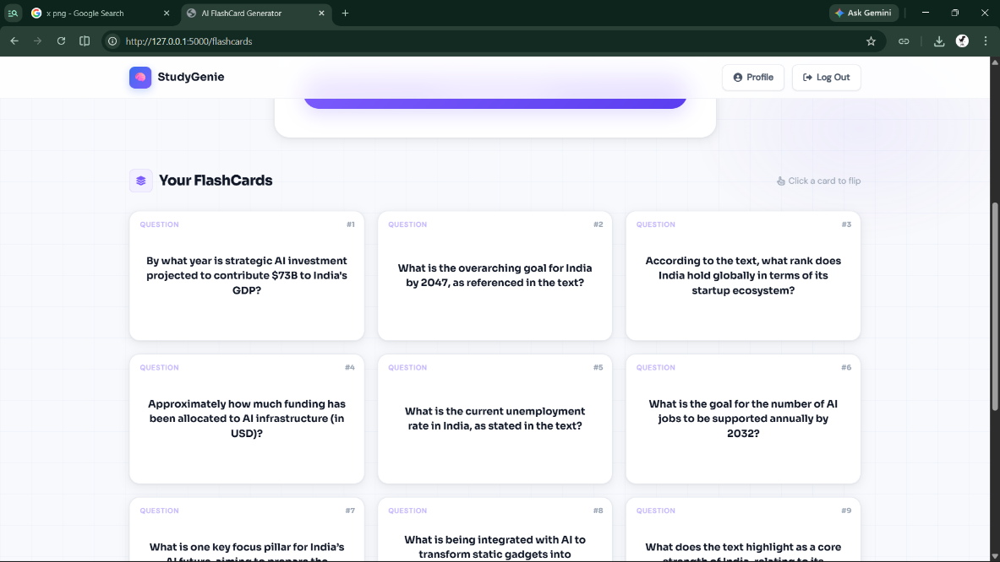 x png - Google Search
AI FlashCard Generator
Ask Gemini
http://127.0.0.1:5000/flashcards
StudyGenie
Profile
Log Out
Your FlashCards
Click a card to flip
QUESTION
#1
By what year is strategic AI investment
projected to contribute $73B to India's
GDP?
QUESTION
#2
What is the overarching goal for India
by 2047, as referenced in the text?
QUESTION
#3
According to the text, what rank does
India hold globally in terms of its
startup ecosystem?
QUESTION
#4
Approximately how much funding has
been allocated to AI infrastructure (in
USD)?
QUESTION
#5
What is the current unemployment
rate in India, as stated in the text?
QUESTION
#6
What is the goal for the number of AI
jobs to be supported annually by
2032?
QUESTION
#7
What is one key focus pillar for India's
AI future, aiming to prepare the
QUESTION
#8
What is being integrated with AI to
transform static gadgets into
QUESTION
#9
What does the text highlight as a core
strength of India, relating to its